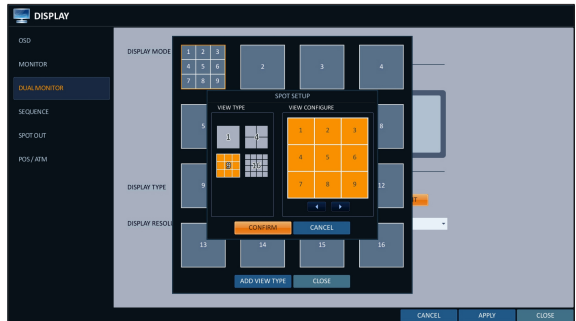 DISPLAY
OSD
MONITOR
DUAL MONITOR
SEQUENCE
SPOT OUT
POS / ATM
DISPLAY MODE
1 2 3
4 5 6
7 8 9
2 3 4
SPOT SETUP
VIEW TYPE VIEW CONFIGURE
5 8
1 4
9 16
1 2 3
4 5 6
7 8 9
DISPLAY TYPE
9 12
DISPLAY RESOL
CONFIRM CANCEL
13 14 15 16
ADD VIEW TYPE CLOSE
CANCEL APPLY CLOSE